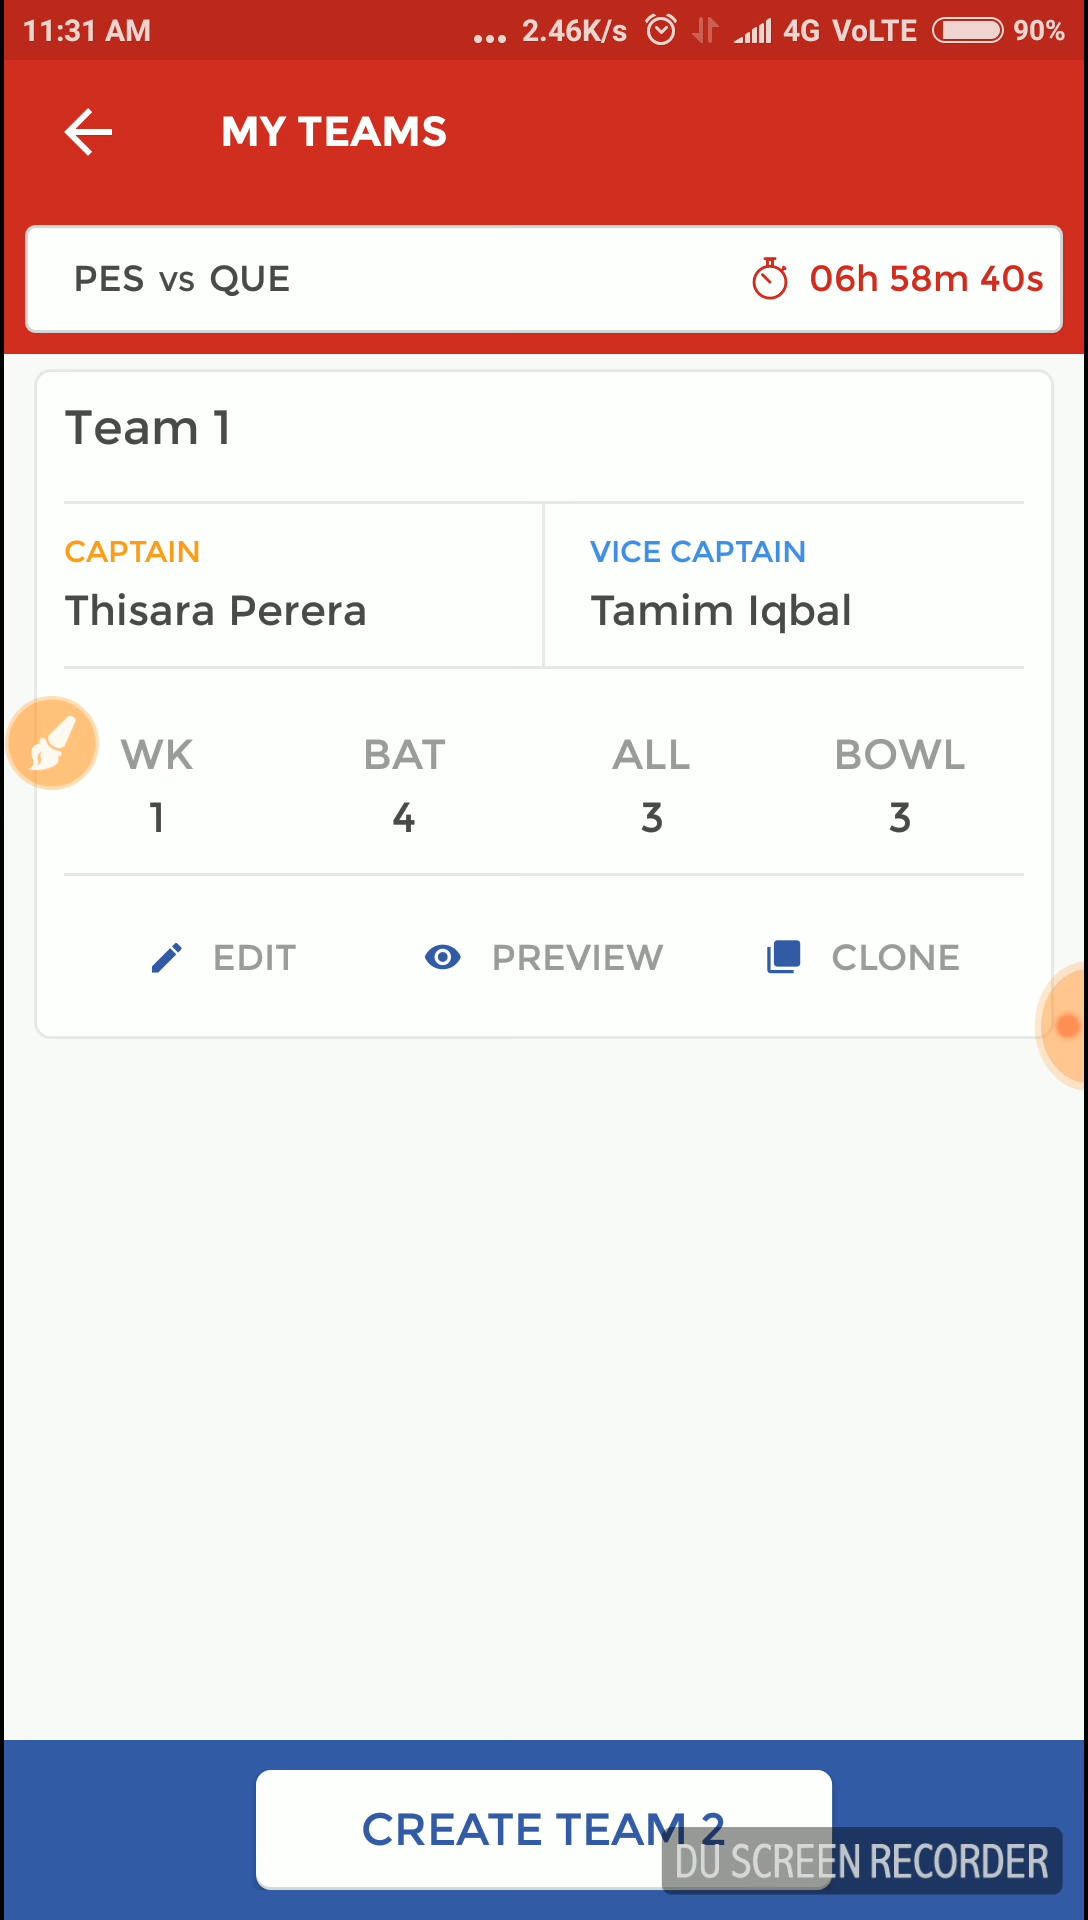 11:31 AM ... 2.46K/s 4G VoLTE 90%
MY TEAMS
PES vs QUE 06h 58m 40s
Team 1
CAPTAIN VICE CAPTAIN
Thisara Perera Tamim Iqbal
WK BAT ALL BOWL
1 4 3 3
EDIT PREVIEW CLONE
CREATE TEAM 2
DU SCREEN RECORDER